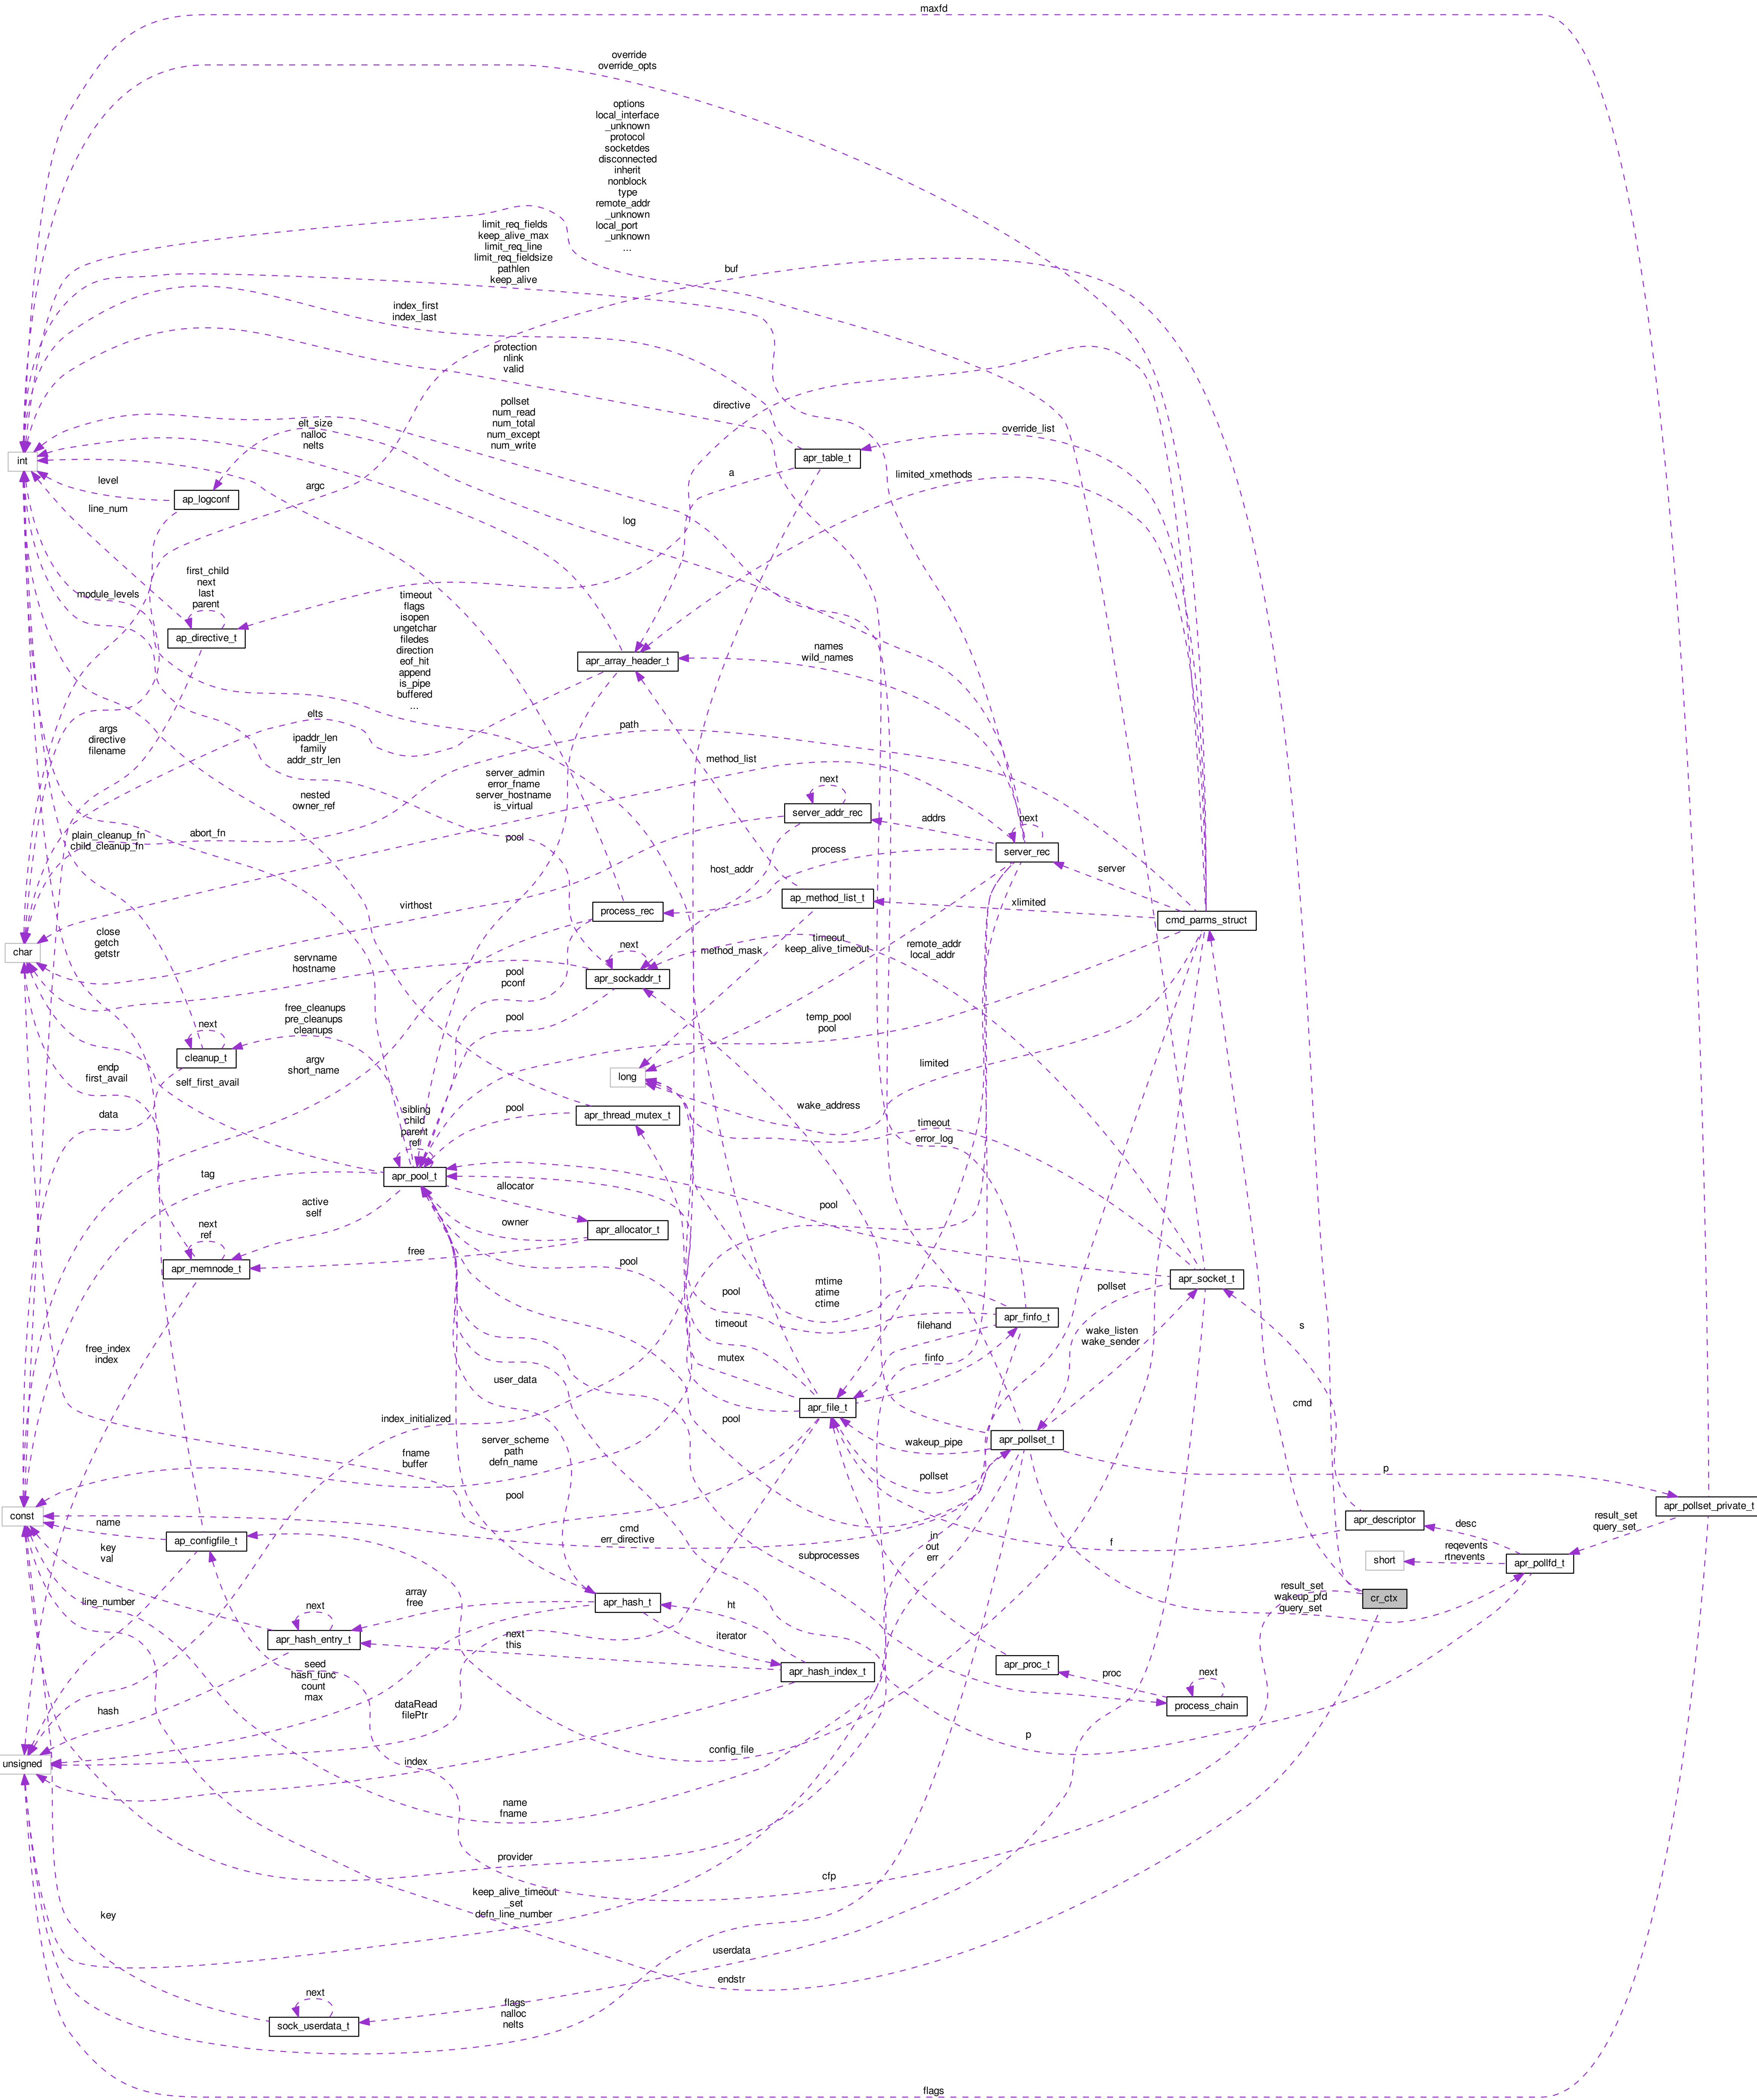 maxfd
override
override_opts
options
local_interface
_unknown
protocol
socketdes
disconnected
inherit
nonblock
type
remote_addr
_unknown
local_port
_unknown
...
limit_req_fields
keep_alive_max
limit_req_line
limit_req_fieldsize
pathlen
keep_alive
buf
index_first
index_last
protection
nlink
valid
directive
pollset
num_read
num_total
num_except
num_write
elt_size
nalloc
nelts
override_list
int
apr_table_t
a
limited_xmethods
level
argc
ap_logconf
line_num
log
first_child
next
last
parent
module_levels
timeout
flags
isopen
ungetchar
filedes
direction
eof_hit
append
is_pipe
buffered
...
ap_directive_t
names
wild_names
apr_array_header_t
elts
path
args
directive
filename
ipaddr_len
family
addr_str_len
method_list
server_admin
error_fname
server_hostname
is_virtual
next
nested
owner_ref
server_addr_rec
addrs
next
plain_cleanup_fn
child_cleanup_fn
abort_fn
pool
process
server_rec
host_addr
server
virthost
process_rec
ap_method_list_t
xlimited
cmd_parms_struct
close
getch
getstr
char
servname
hostname
next
method_mask
timeout
keep_alive_timeout
remote_addr
local_addr
pool
pconf
apr_sockaddr_t
free_cleanups
pre_cleanups
cleanups
next
pool
temp_pool
pool
cleanup_t
endp
first_avail
argv
short_name
self_first_avail
long
limited
data
sibling
child
parent
ref
pool
apr_thread_mutex_t
wake_address
timeout
error_log
tag
apr_pool_t
allocator
active
self
pool
next
ref
owner
apr_allocator_t
free
apr_memnode_t
pool
apr_socket_t
pool
mtime
atime
ctime
pollset
apr_finfo_t
timeout
filehand
wake_listen
wake_sender
s
free_index
index
mutex
finfo
user_data
cmd
apr_file_t
index_initialized
pool
apr_pollset_t
wakeup_pipe
fname
buffer
server_scheme
path
defn_name
p
pollset
pool
apr_pollset_private_t
const
apr_descriptor
result_set
query_set
desc
name
ap_configfile_t
cmd
err_directive
in
out
err
f
key
val
subprocesses
short
reqevents
rtnevents
apr_pollfd_t
result_set
wakeup_pfd
query_set
cr_ctx
line_number
array
free
apr_hash_t
ht
next
apr_hash_entry_t
next
this
iterator
seed
hash_func
count
max
apr_hash_index_t
apr_proc_t
proc
next
process_chain
hash
dataRead
filePtr
p
config_file
unsigned
index
name
fname
provider
cfp
keep_alive_timeout
_set
defn_line_number
key
userdata
endstr
next
flags
nalloc
nelts
sock_userdata_t
flags